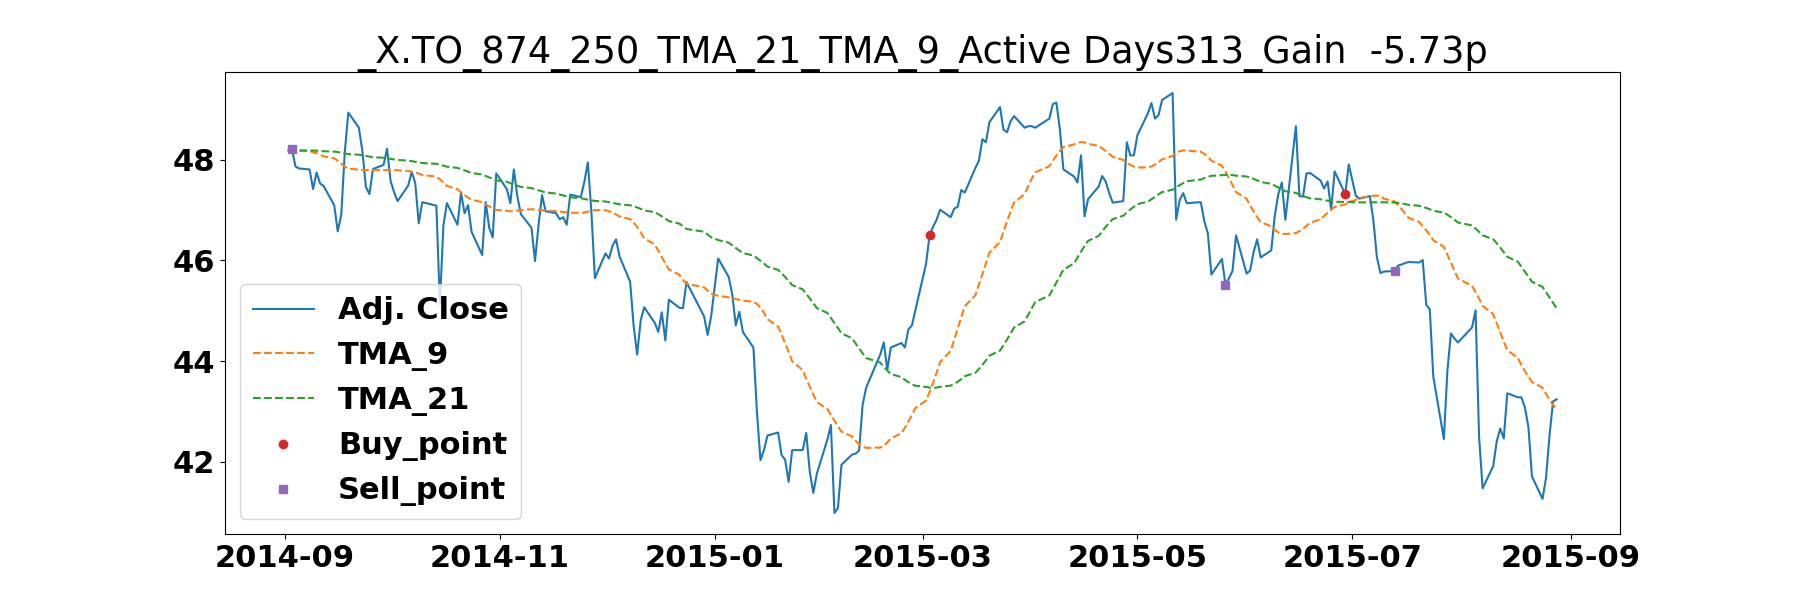 _X.TO_874_250_TMA_21_TMA_9_Active Days313_Gain  -5.73p
48
46
44
42
Adj. Close
TMA_9
TMA_21
Buy_point
Sell_point
2014-09 2014-11 2015-01 2015-03 2015-05 2015-07 2015-09